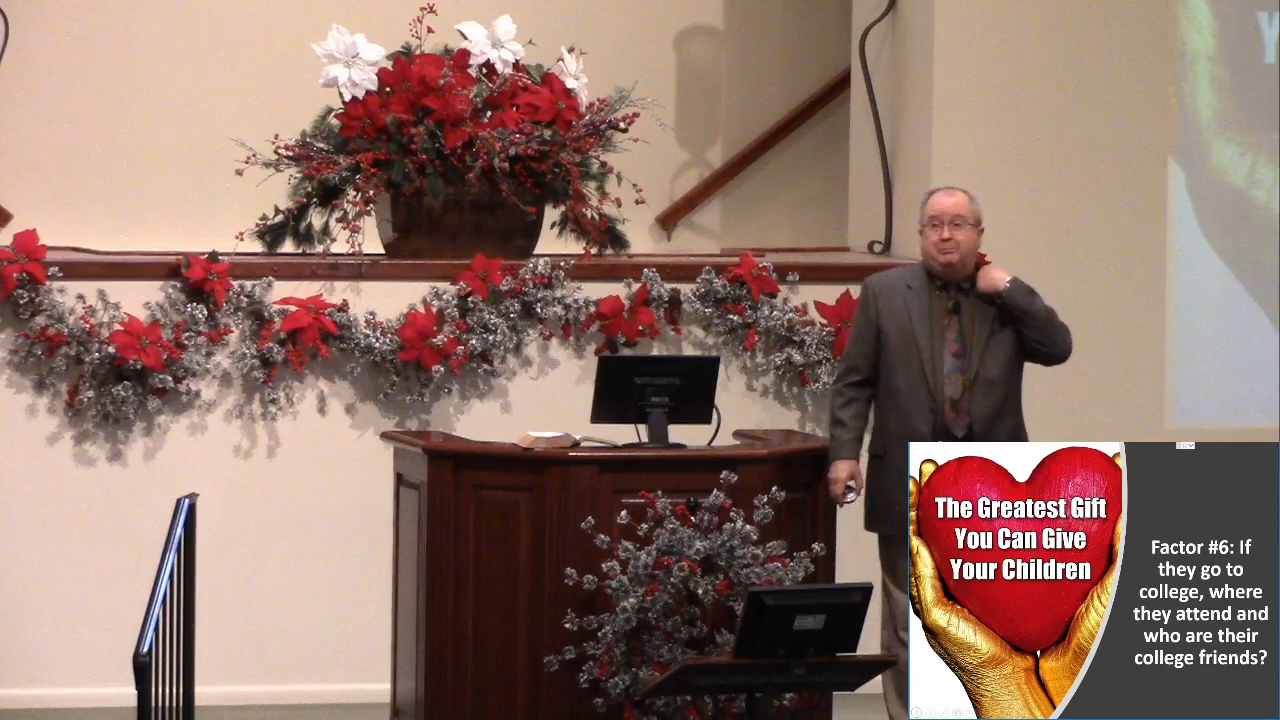 The Greatest Gift
You Can Give
Your Children
Factor #6: If
they go to
college, where
they attend and
who are their
college friends?